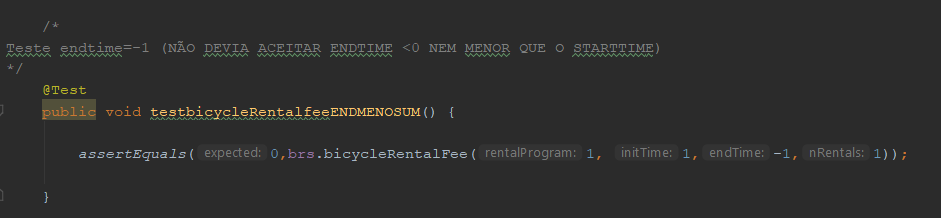 /*
Teste endtime=-1 (NÃO DEVIA ACEITAR ENDTIME <0 NEM MENOR QUE O STARTTIME)
*/
@Test
public void testbicycleRentalfeeENDMENOSUM() {
assertEquals( expected: 0,brs.bicycleRentalFee( rentalProgram: 1, initTime: 1, endTime: -1, nRentals: 1));
}